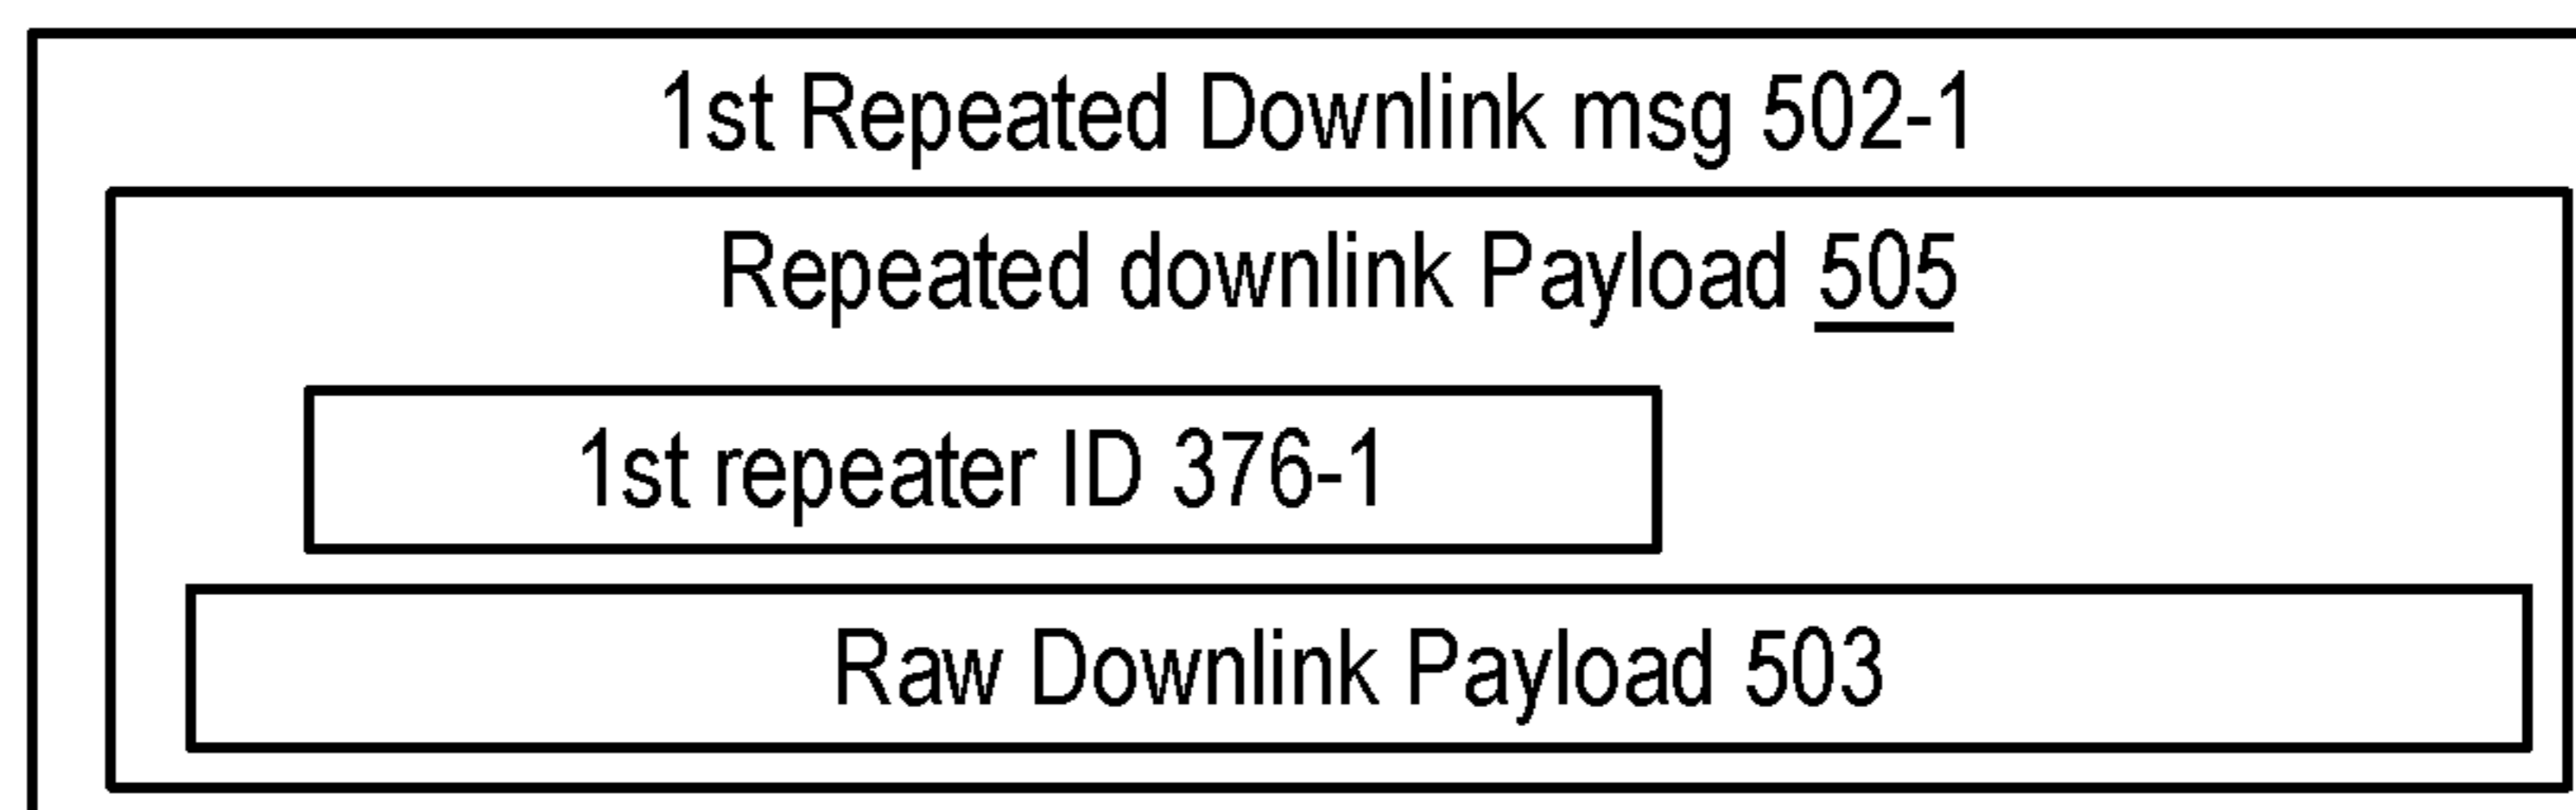 1st Repeated Downlink msg 502-1
Repeated downlink Payload 505
1st repeater ID 376-1
Raw Downlink Payload 503